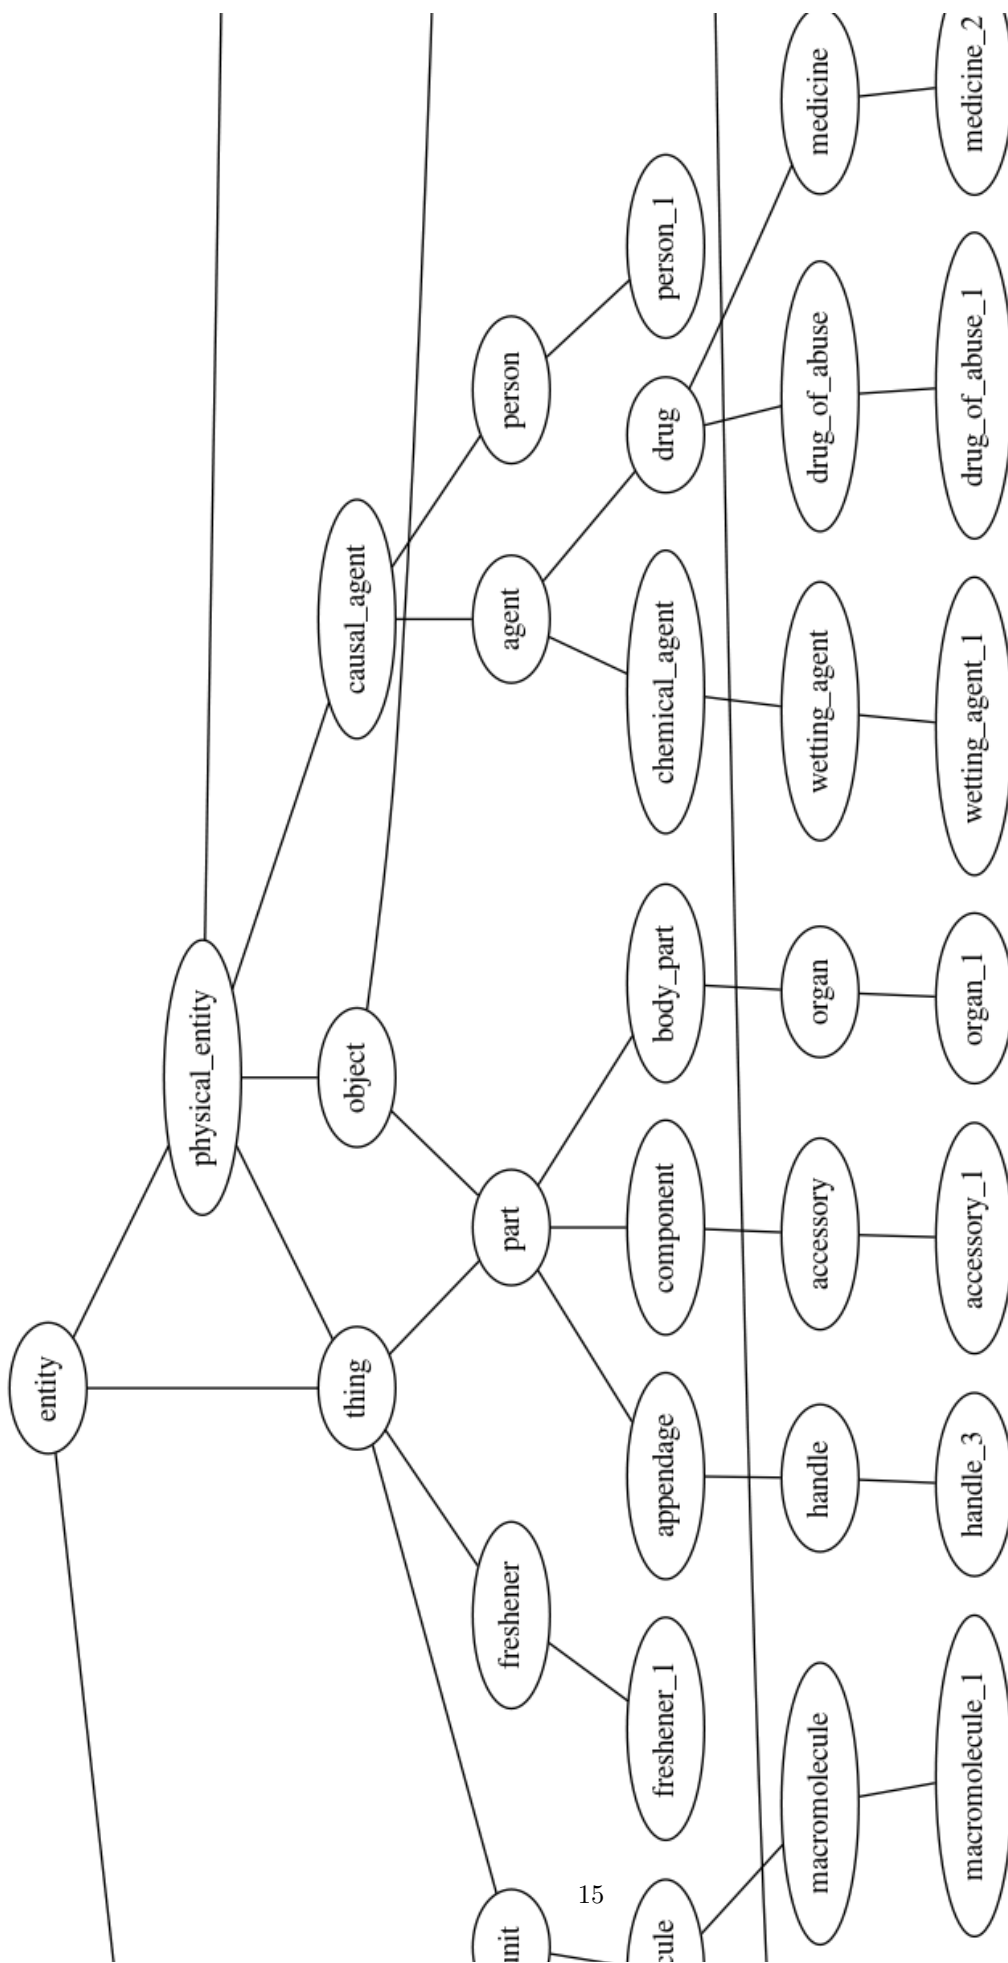 entity
physical_entity
thing
object
causal_agent
freshener
part
agent
person
freshener_1
appendage
component
body_part
chemical_agent
drug
person_1
macromolecule
handle
accessory
organ
wetting_agent
drug_of_abuse
medicine
macromolecule_1
handle_3
accessory_1
organ_1
wetting_agent_1
drug_of_abuse_1
medicine_2
15